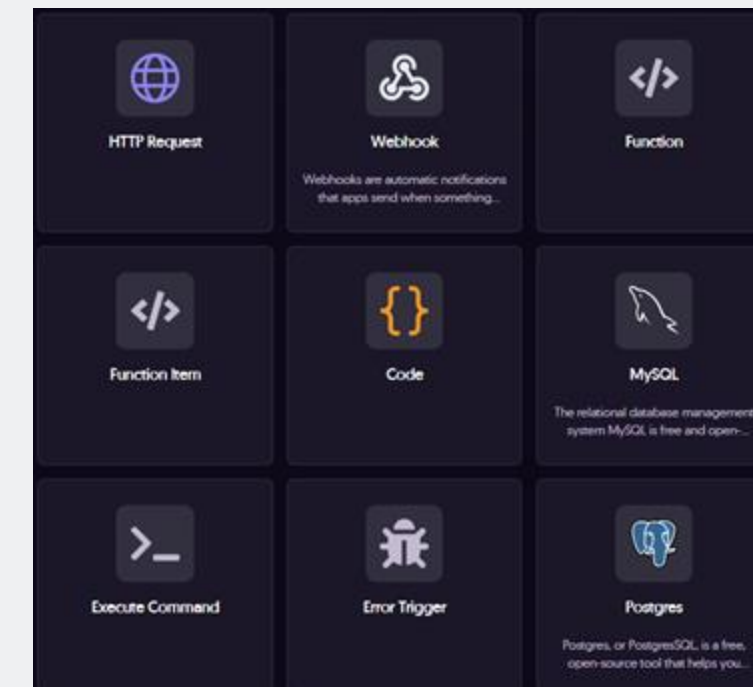 HTTP Request
Webhook
Webhooks are automatic notifications
that apps send when something...
Function
Function Item
Code
MySQL
The relational database management
system MySQL is free and open-...
Execute Command
Error Trigger
Postgres
Postgres, or PostgresSQL, is a free,
open-source tool that helps you...